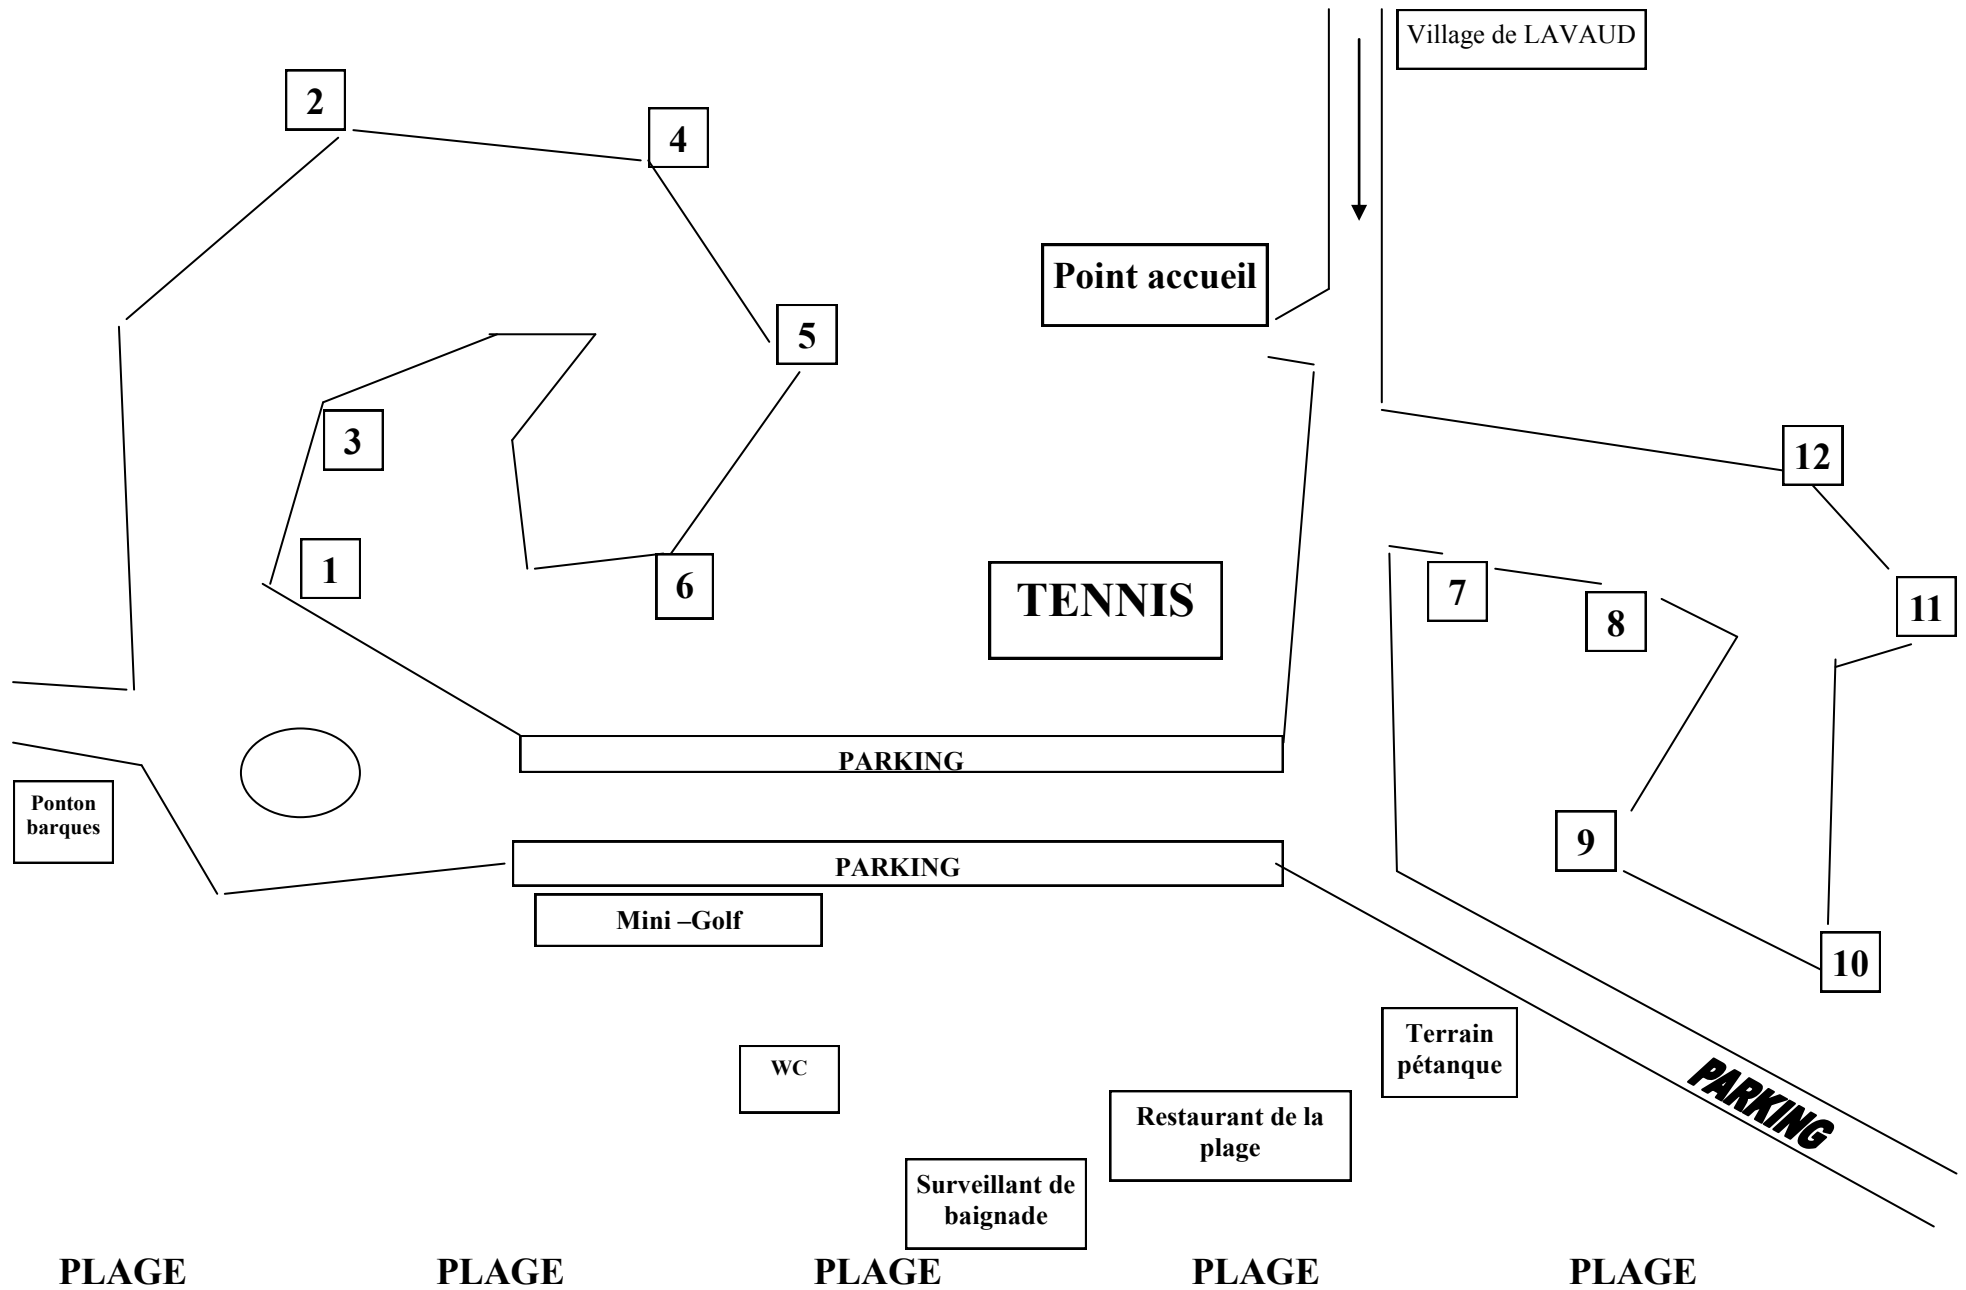 Village de LAVAUD
2
4
Point accueil
5
3
12
1
6
TENNIS
7
8
11
PARKING
Ponton
barques
9
PARKING
Mini –Golf
10
Terrain
pétanque
WC
PARKING
Restaurant de la
plage
Surveillant de
baignade
PLAGE PLAGE PLAGE PLAGE PLAGE